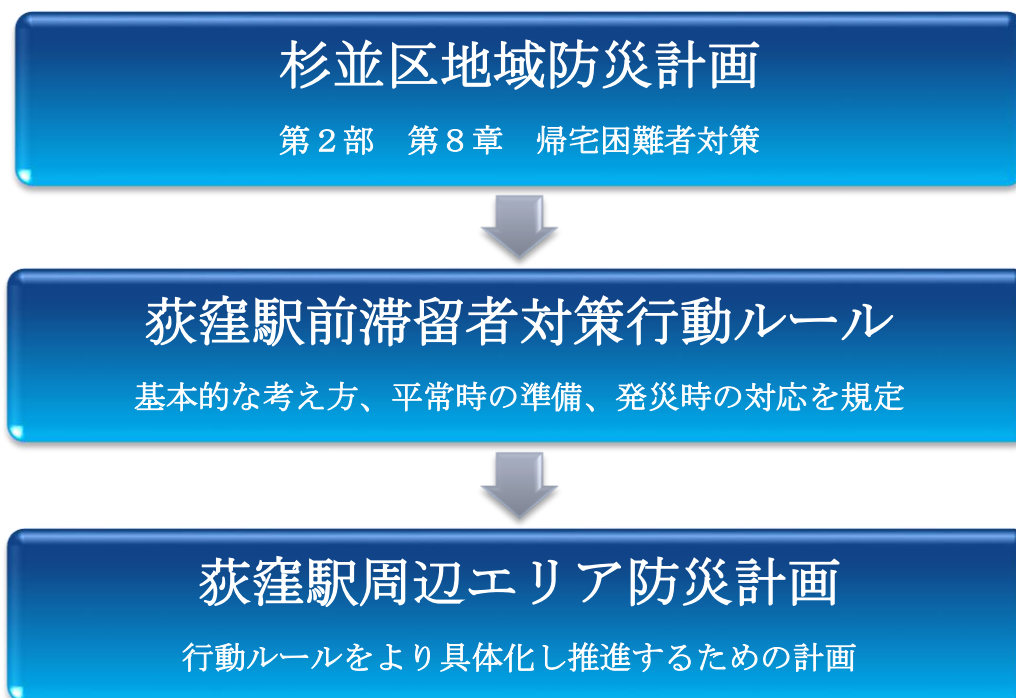 杉並区地域防災計画
第２部　第８章　帰宅困難者対策
荻窪駅前滞留者対策行動ルール
基本的な考え方、平常時の準備、発災時の対応を規定
荻窪駅周辺エリア防災計画
行動ルールをより具体化し推進するための計画